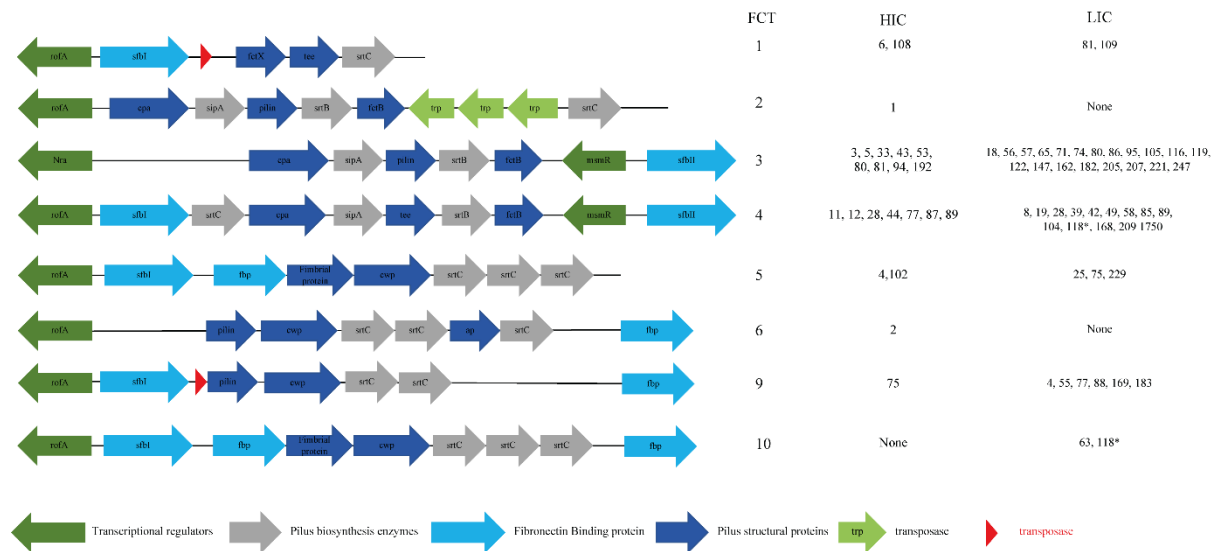 FCT HIC LIC
rofA sfbI fctX tee srtC 1 6, 108 81, 109
rofA cpa sipA pilin srtB fctB trp trp trp srtC 2 1 None
Nra cpa sipA pilin srtB fctB msmR sfbII 3 3, 5, 33, 43, 53, 18, 56, 57, 65, 71, 74, 80, 86, 95, 105, 116, 119,
80, 81, 94, 192 122, 147, 162, 182, 205, 207, 221, 247
rofA sfbI srtC cpa sipA tee srtB fctB msmR sfbII 4 11, 12, 28, 44, 77, 87, 89 8, 19, 28, 39, 42, 49, 58, 85, 89,
104, 118*, 168, 209 1750
rofA sfbI fbp Fimbrial protein cwp srtC srtC srtC 5 4,102 25, 75, 229
rofA pilin cwp srtC srtC ap srtC fbp 6 2 None
rofA sfbI pilin cwp srtC srtC fbp 9 75 4, 55, 77, 88, 169, 183
rofA sfbI fbp Fimbrial protein cwp srtC srtC srtC fbp 10 None 63, 118*
Transcriptional regulators Pilus biosynthesis enzymes Fibronectin Binding protein Pilus structural proteins trp transposase transposase